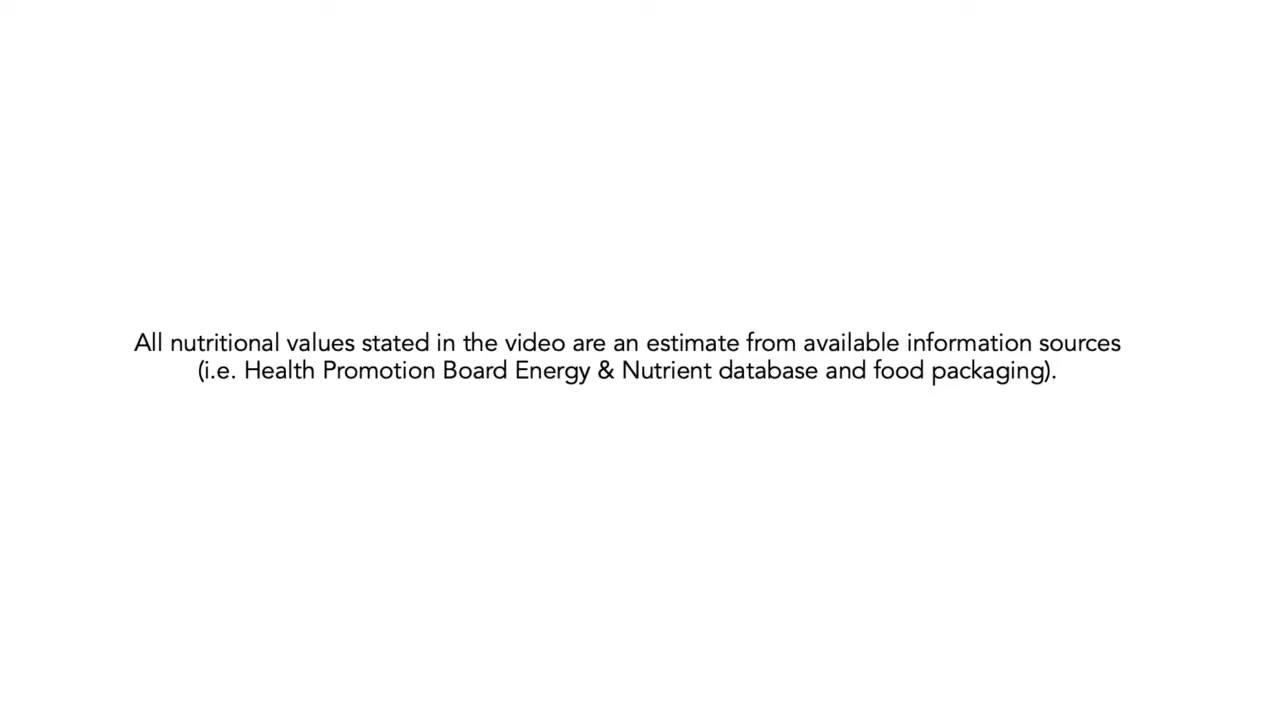 All nutritional values stated in the video are an estimate from available information sources
(i.e. Health Promotion Board Energy & Nutrient database and food packaging).